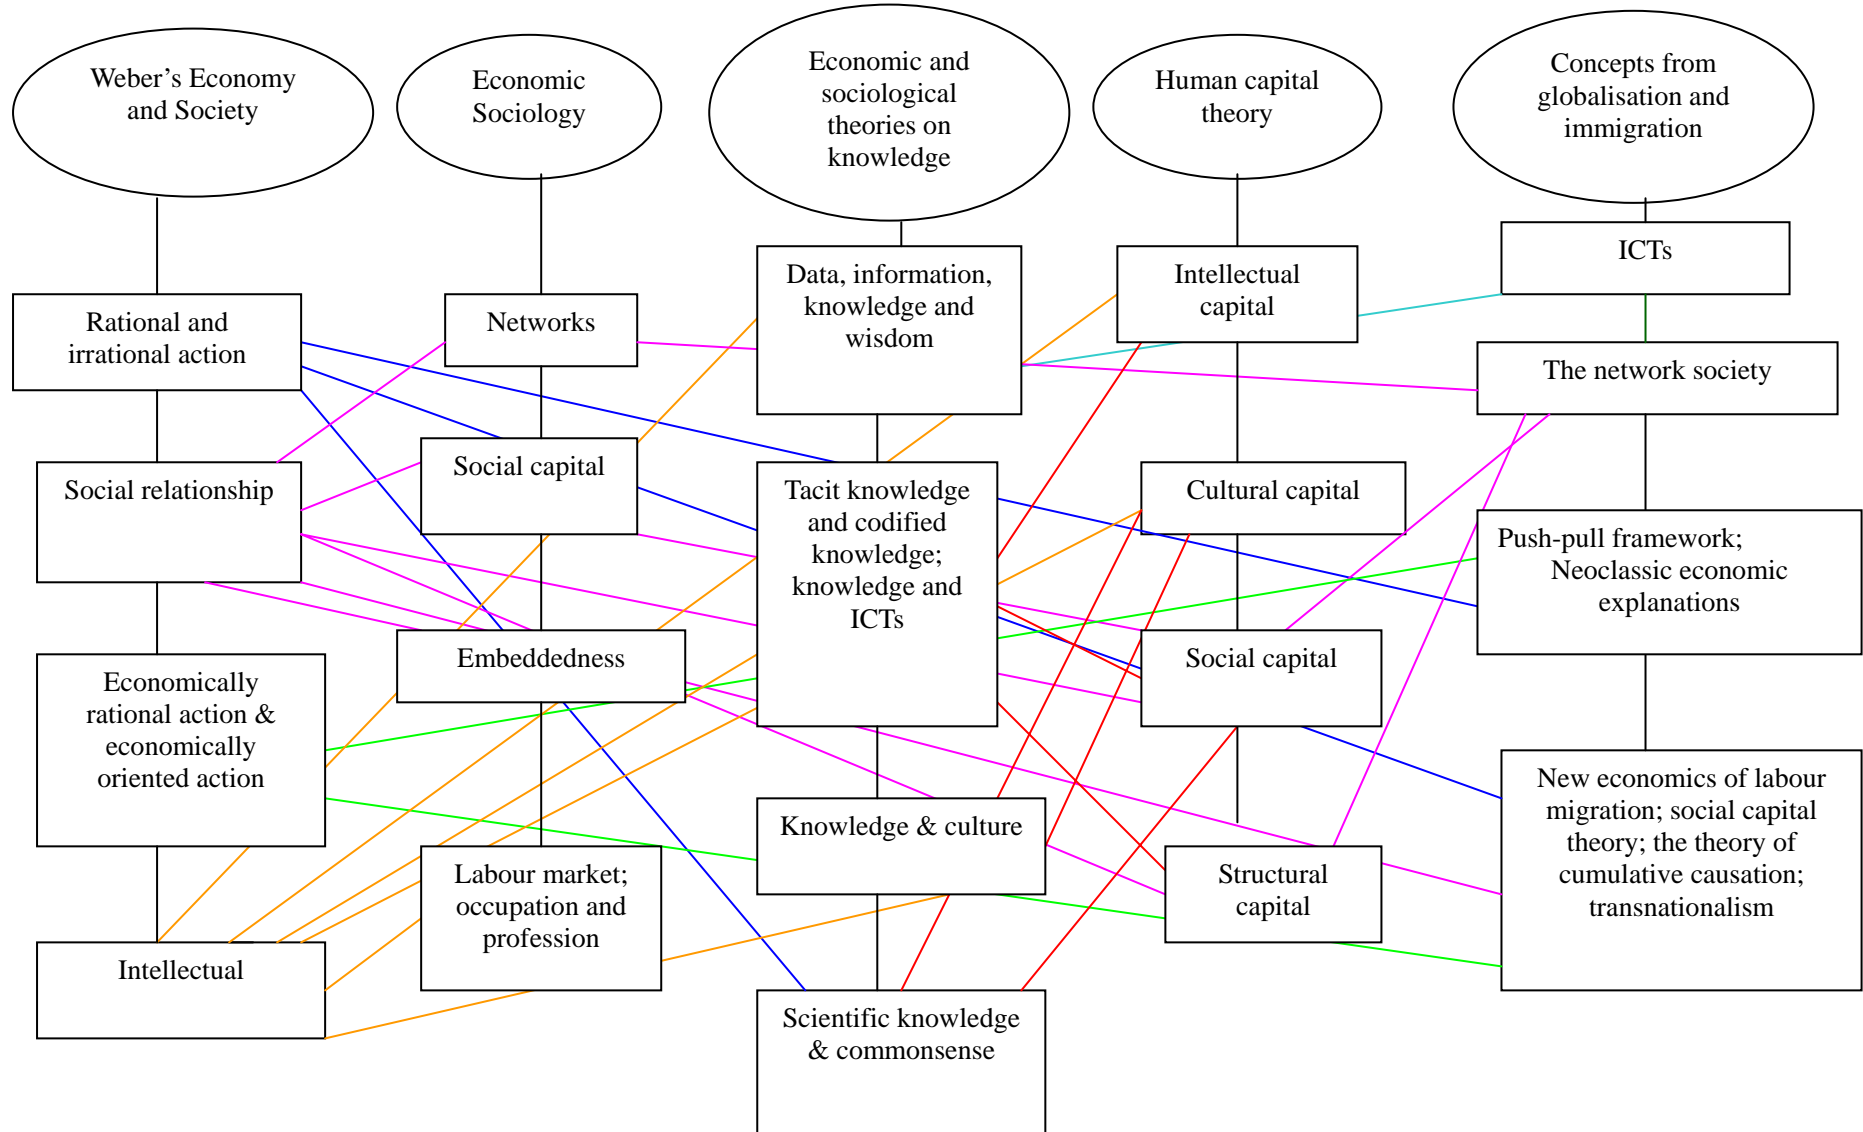 Weber's Economy
and Society
Economic
Sociology
Economic and
sociological
theories on
knowledge
Human capital
theory
Concepts from
globalisation and
immigration
Rational and
irrational action
Social relationship
Economically
rational action &
economically
oriented action
Intellectual
Networks
Social capital
Embeddedness
Labour market;
occupation and
profession
Data, information,
knowledge and
wisdom
Tacit knowledge
and codified
knowledge;
knowledge and
ICTs
Knowledge & culture
Scientific knowledge
& commonsense
Intellectual
capital
Cultural capital
Social capital
Structural
capital
ICTs
The network society
Push-pull framework;
Neoclassic economic
explanations
New economics of labour
migration; social capital
theory; the theory of
cumulative causation;
transnationalism